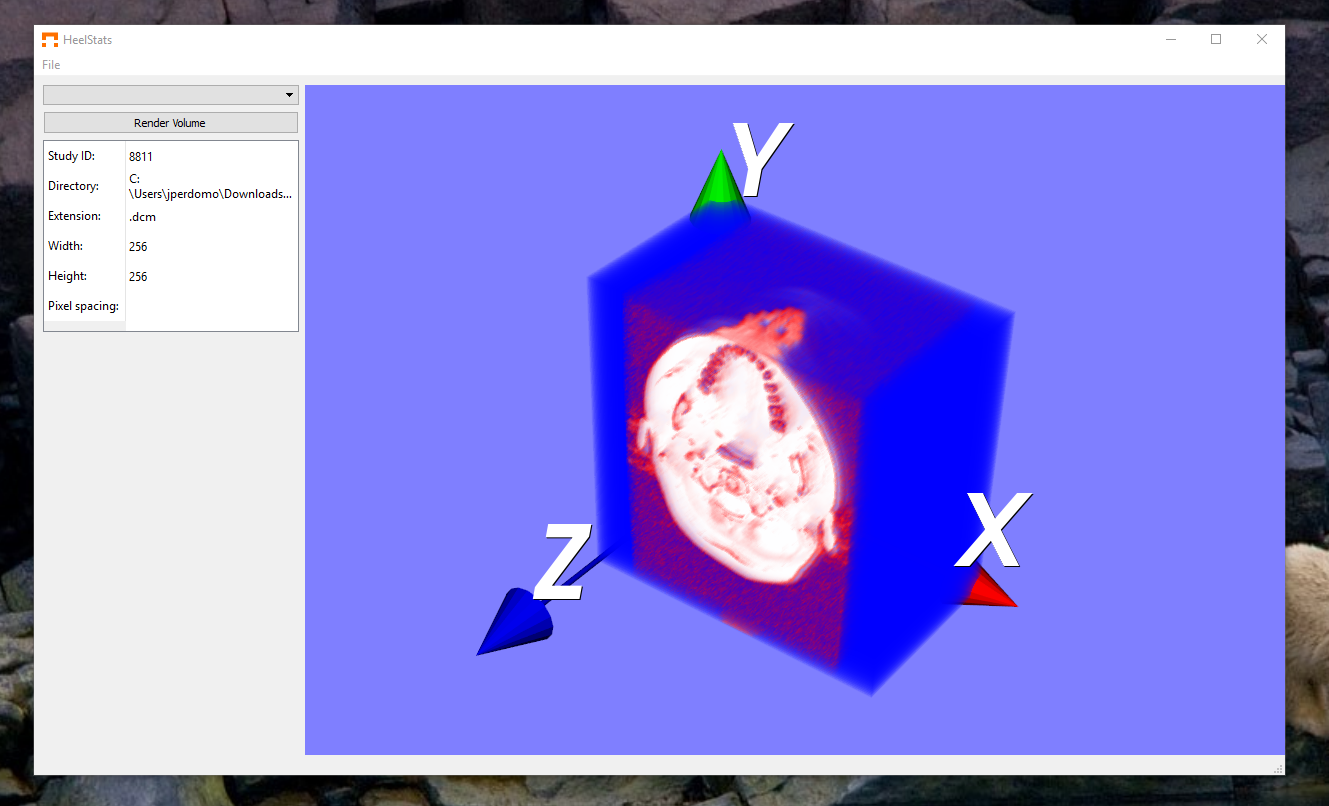 HeelStats
File
Render Volume
Study ID: 8811
Directory: C:
\Users\jperdomo\Downloads...
Extension: .dcm
Width: 256
Height: 256
Pixel spacing:
Y
X
Z